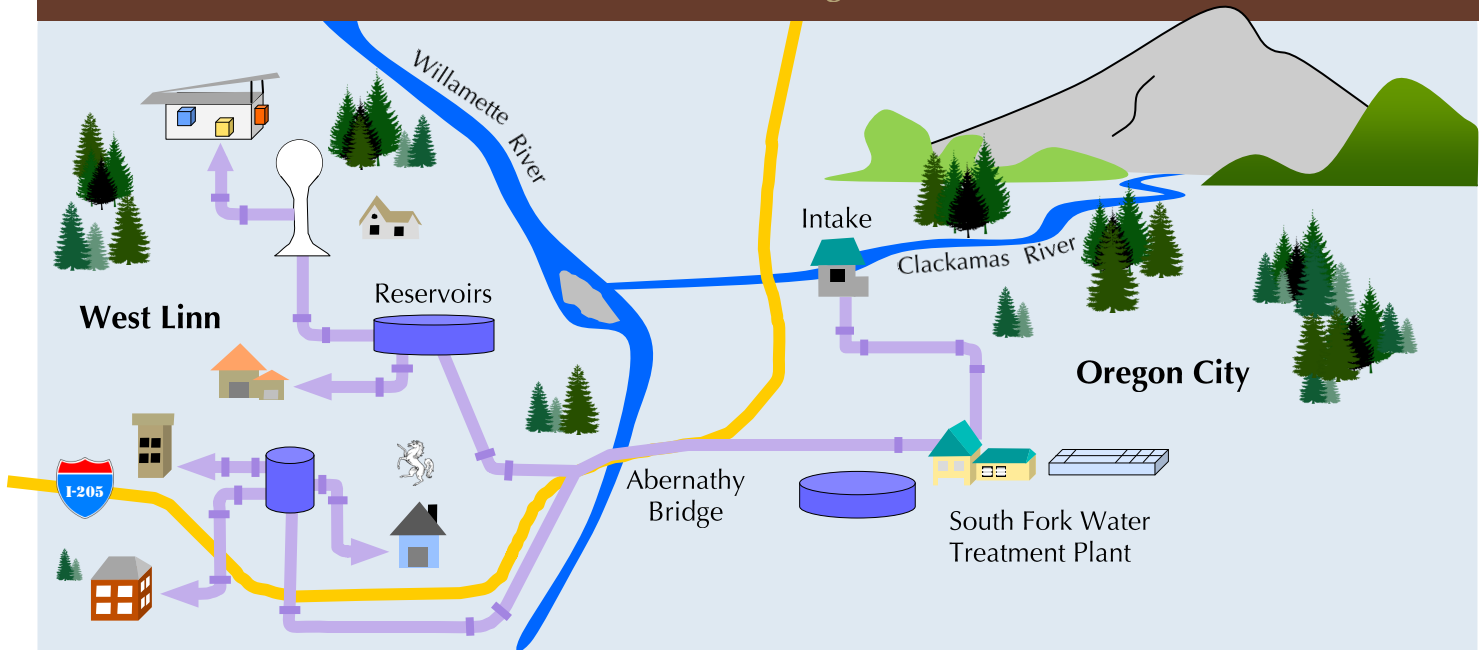 Willamette River
Intake
Clackamas River
Reservoirs
West Linn
Oregon City
I-205
Abernathy
Bridge
South Fork Water
Treatment Plant